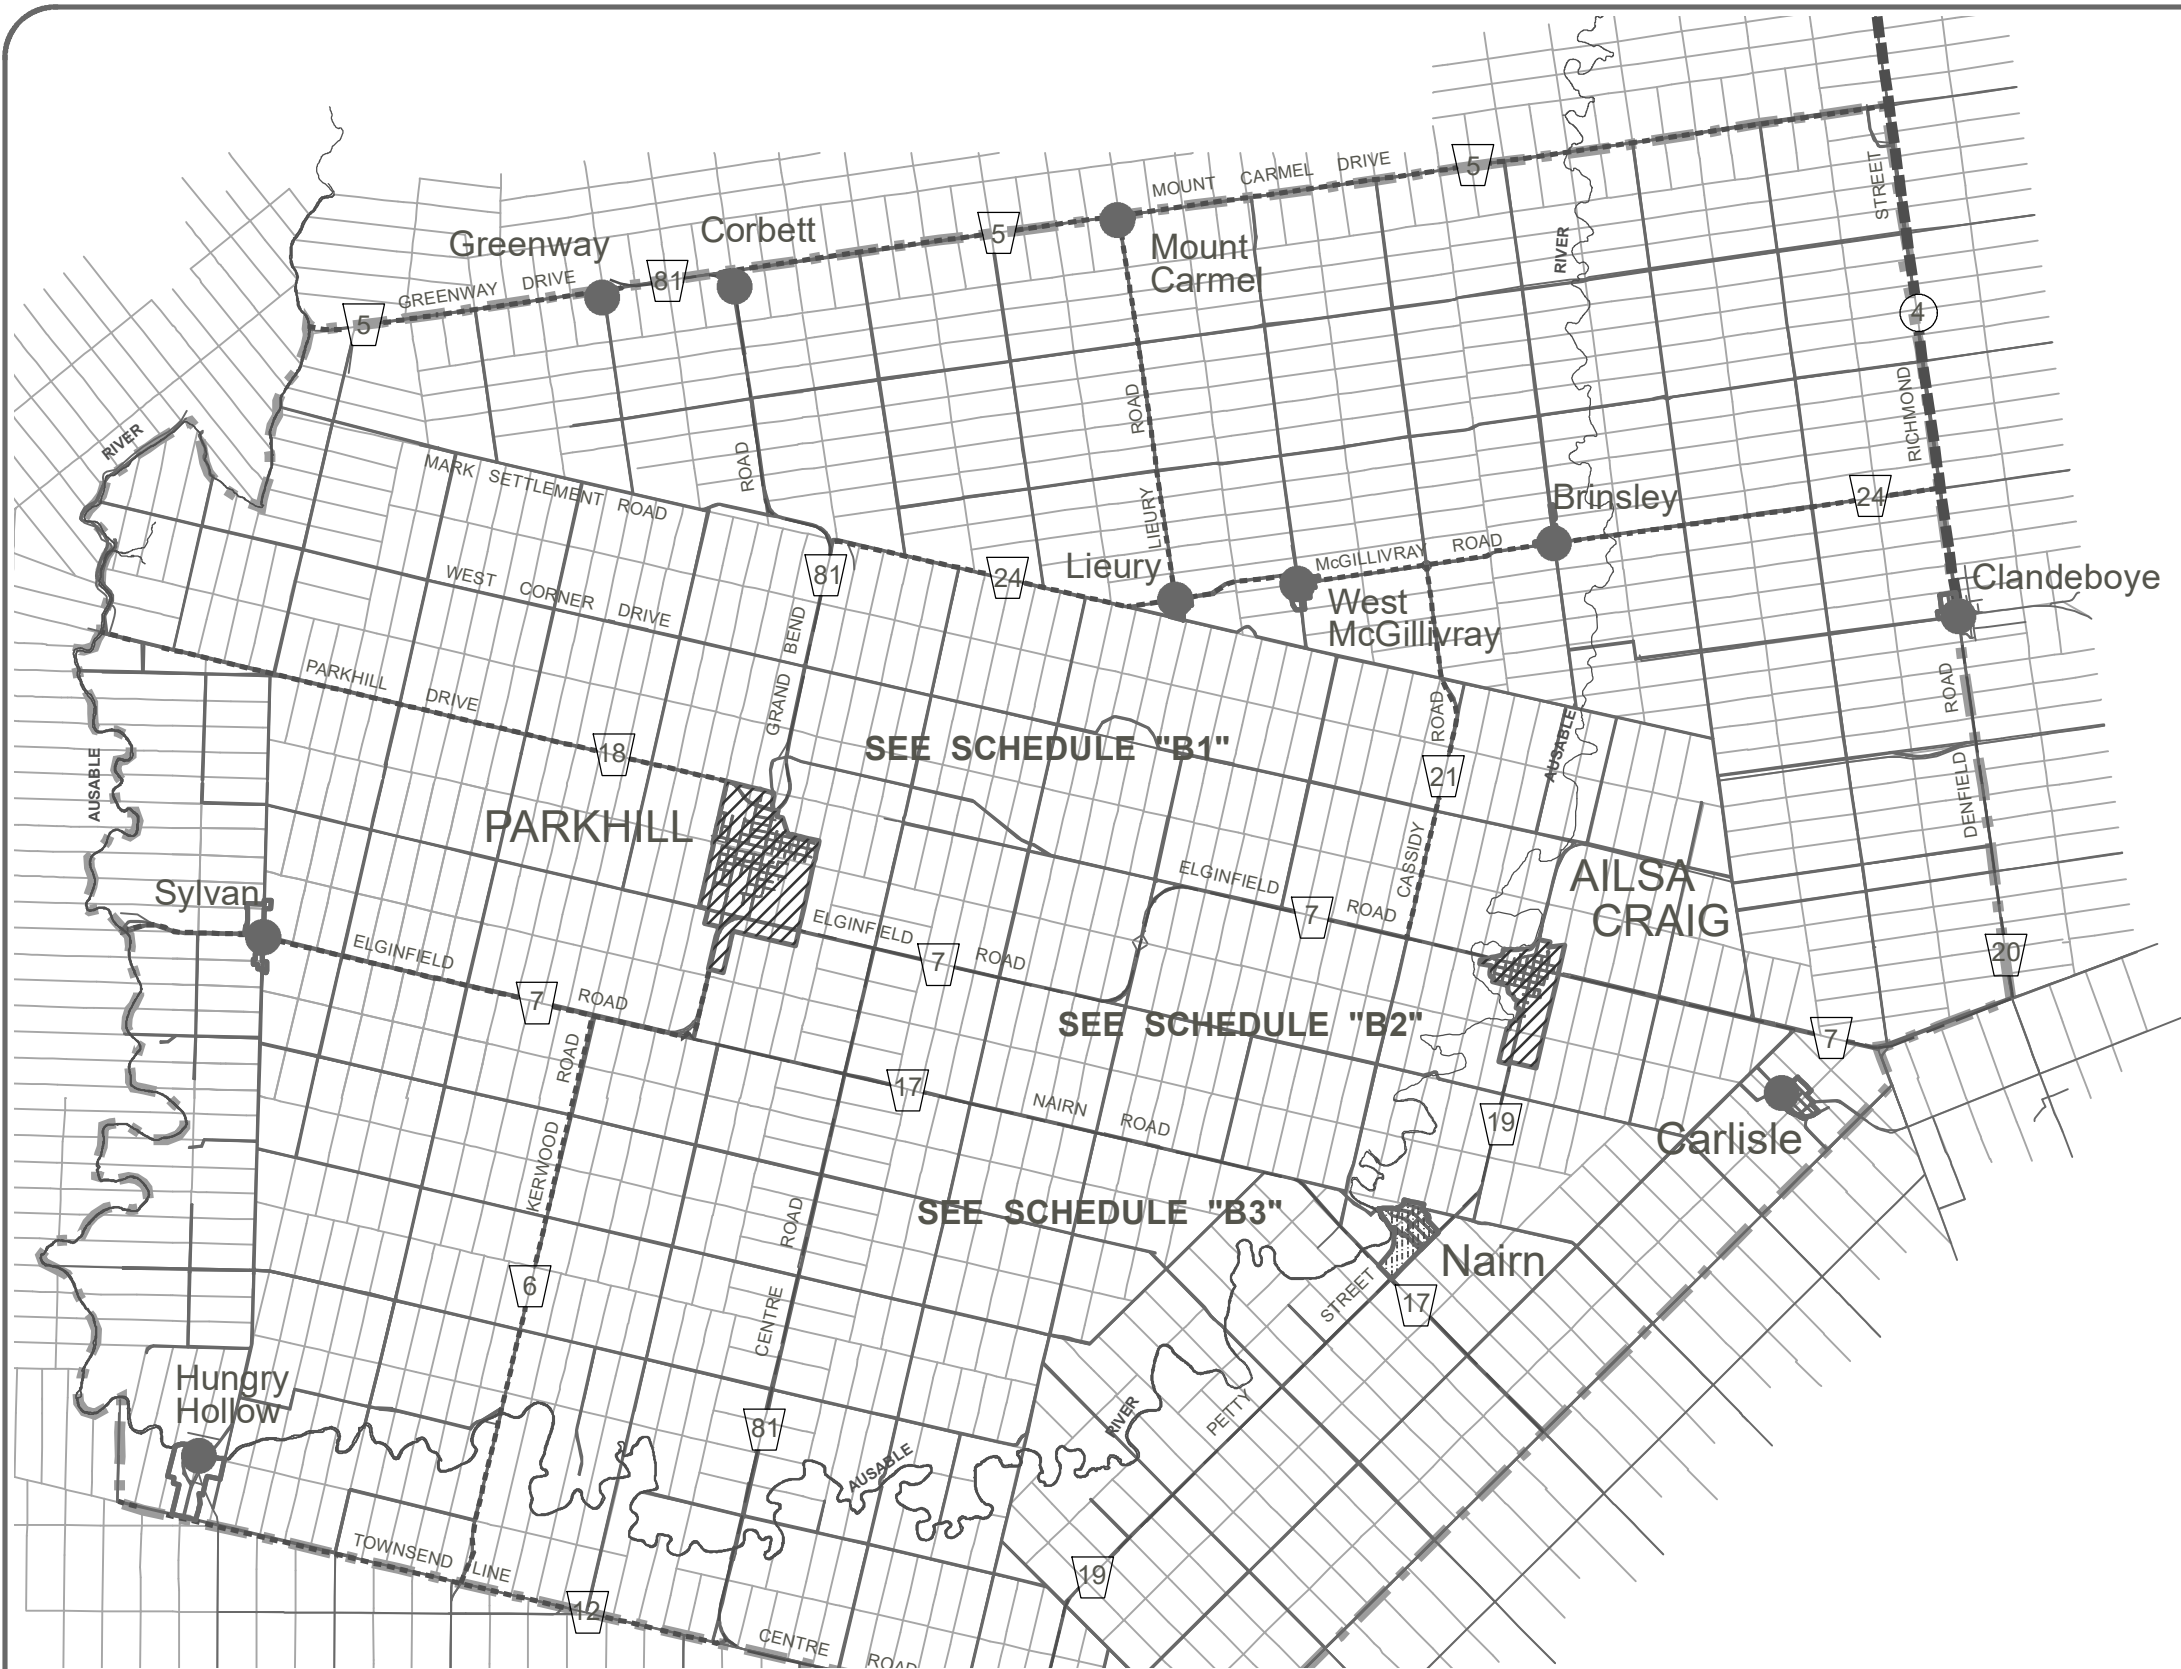 MOUNT CARMEL DRIVE
5
STREET
Greenway
Corbett
5
Mount
Carmel
RIVER
GREENWAY DRIVE
81
5
4
RIVER
MARK SETTLEMENT ROAD
ROAD
ROAD
LIEURY
RICHMOND
Brinsley
24
WEST CORNER DRIVE
81
24
Lieury
McGILLIVRAY ROAD
West
McGillivray
Clandeboye
PARKHILL DRIVE
GRAND BEND
ROAD
ROAD
18
SEE SCHEDULE "B1"
21
AUSABLE
AUSABLE
DENFIELD
PARKHILL
CASSIDY
Sylvan
ELGINFIELD ROAD
7
AILSA
CRAIG
ELGINFIELD ROAD
7
20
ELGINFIELD ROAD
7
SEE SCHEDULE "B2"
7
ROAD
17
NAIRN ROAD
19
Carlisle
KERWOOD
ROAD
SEE SCHEDULE "B3"
Nairn
6
STREET
17
CENTRE
Hungry
Hollow
81
RIVER
PETTY
AUSABLE
TOWNSEND LINE
12
19
CENTRE ROAD